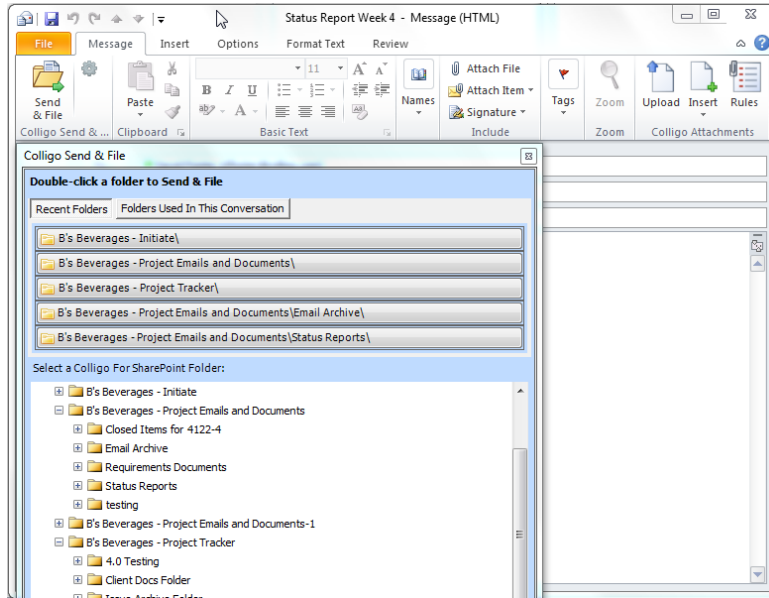 Status Report Week 4 - Message (HTML)
File Message Insert Options Format Text Review
Send & File
Paste
11
B I U
ab
A
Names
Attach File
Attach Item
Signature
Tags
Zoom
Upload Insert Rules
Colligo Send & ... Clipboard Basic Text Include Zoom Colligo Attachments
Colligo Send & File
Double-click a folder to Send & File
Recent Folders Folders Used In This Conversation
B's Beverages - Initiate\
B's Beverages - Project Emails and Documents\
B's Beverages - Project Tracker\
B's Beverages - Project Emails and Documents\Email Archive\
B's Beverages - Project Emails and Documents\Status Reports\
Select a Colligo For SharePoint Folder:
B's Beverages - Initiate
B's Beverages - Project Emails and Documents
Closed Items for 4122-4
Email Archive
Requirements Documents
Status Reports
testing
B's Beverages - Project Emails and Documents-1
B's Beverages - Project Tracker
4.0 Testing
Client Docs Folder
Issue Archive Folder